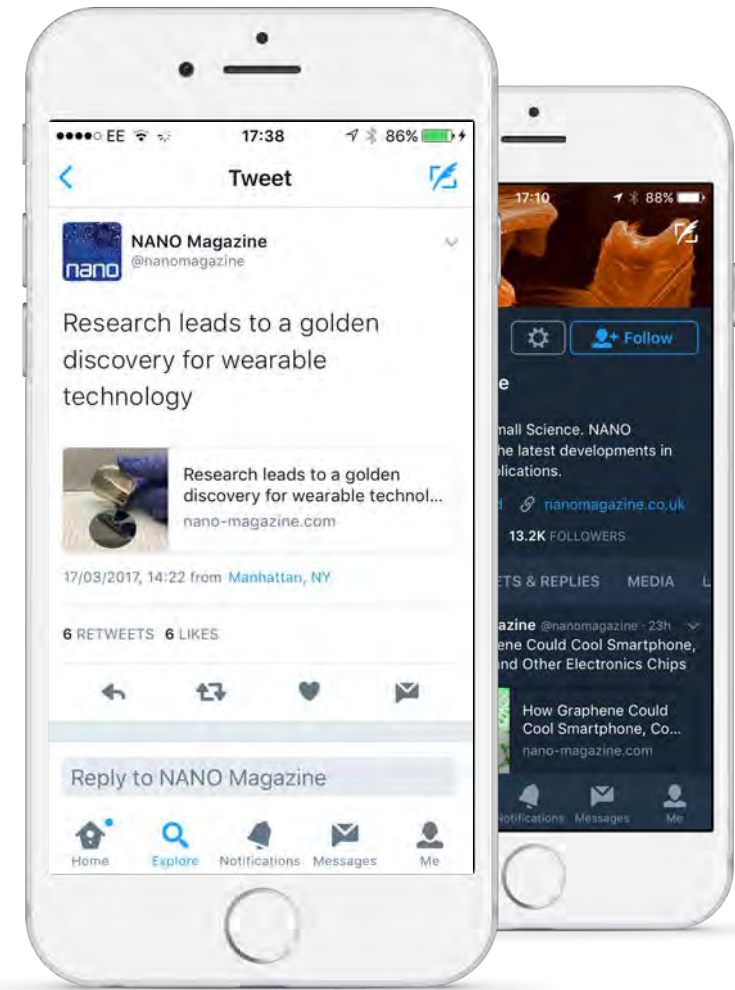 EE 17:38 86%
Tweet
nano
NANO Magazine
@nanomagazine
Research leads to a golden
discovery for wearable
technology
Research leads to a golden
discovery for wearable technol...
nano-magazine.com
17/03/2017, 14:22 from Manhattan, NY
6 RETWEETS 6 LIKES
Reply to NANO Magazine
Home Explore Notifications Messages Me
17:10 88%
Follow
e
mall Science. NANO
he latest developments in
lications.
d nanomagazine.co.uk
13.2K FOLLOWERS
ETS & REPLIES MEDIA L
azine @nanomagazine · 23h
ene Could Cool Smartphone,
nd Other Electronics Chips
How Graphene Could
Cool Smartphone, Co...
nano-magazine.com
Notifications Messages Me